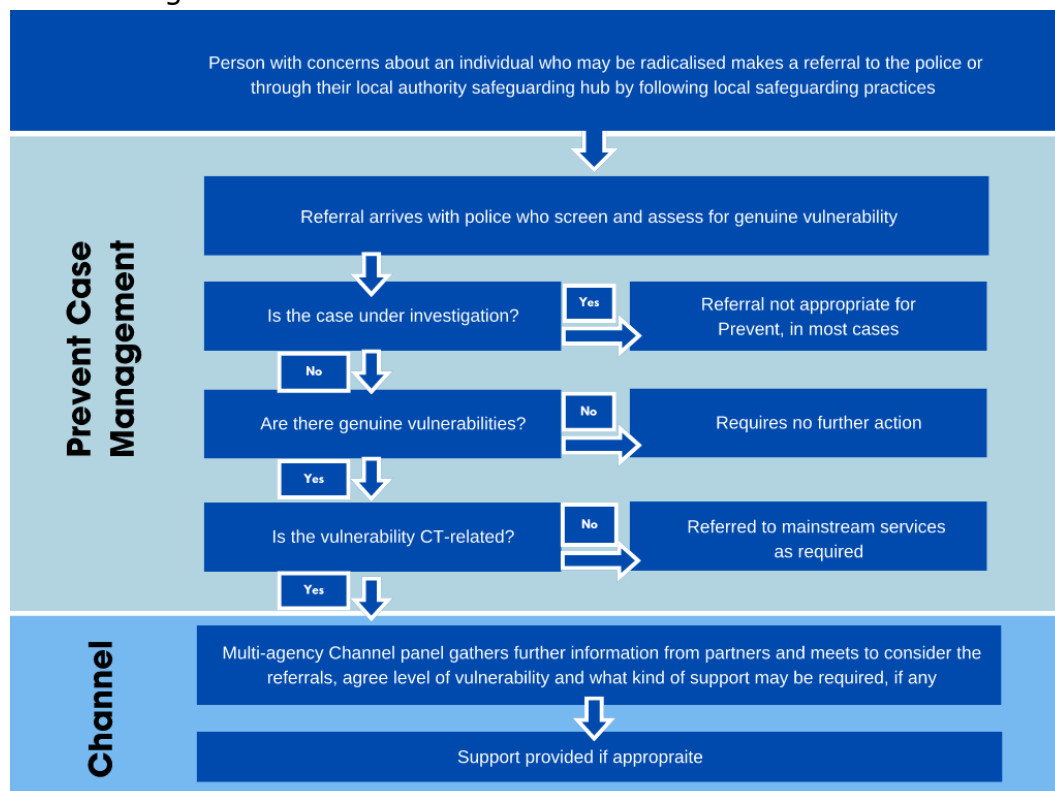 Person with concerns about an individual who may be radicalised makes a referral to the police or
through their local authority safeguarding hub by following local safeguarding practices
Prevent Case
Management
Referral arrives with police who screen and assess for genuine vulnerability
Is the case under investigation?
Yes
Referral not appropriate for
Prevent, in most cases
No
Are there genuine vulnerabilities?
No
Requires no further action
Yes
Is the vulnerability CT-related?
No
Referred to mainstream services
as required
Yes
Channel
Multi-agency Channel panel gathers further information from partners and meets to consider the
referrals, agree level of vulnerability and what kind of support may be required, if any
Support provided if appropraite